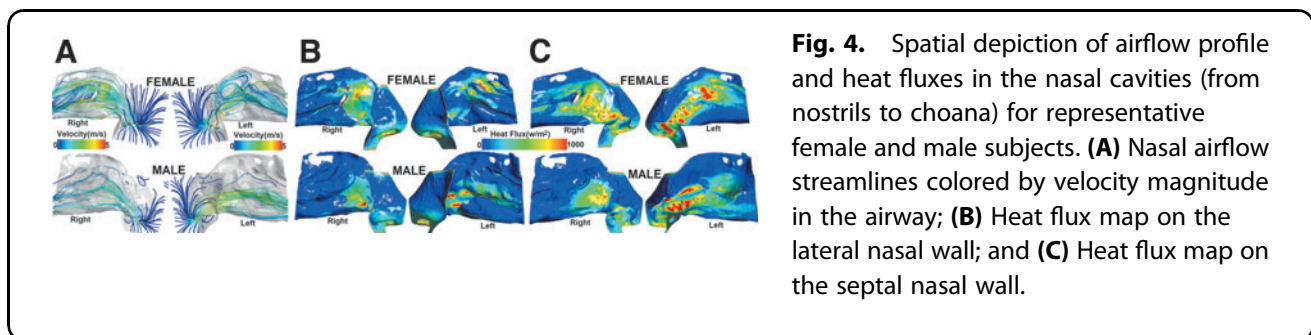 A
B
C
FEMALE
FEMALE
FEMALE
Right
Left
Right
Left
Right
Left
Velocity(m/s)
Velocity(m/s)
Heat Flux(w/m²)
0
5
0
5
0
1000
MALE
MALE
MALE
Right
Left
Right
Left
Right
Left
Fig. 4. Spatial depiction of airflow profile
and heat fluxes in the nasal cavities (from
nostrils to choana) for representative
female and male subjects. (A) Nasal airflow
streamlines colored by velocity magnitude
in the airway; (B) Heat flux map on the
lateral nasal wall; and (C) Heat flux map on
the septal nasal wall.